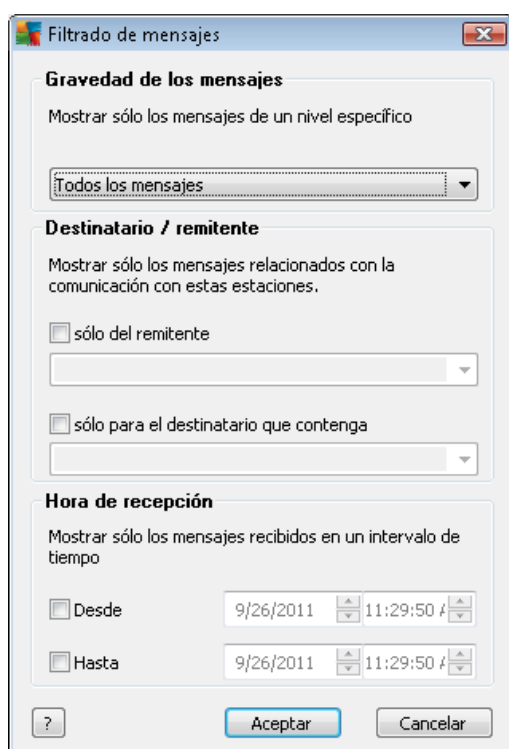 Filtrado de mensajes
Gravedad de los mensajes
Mostrar sólo los mensajes de un nivel específico
Todos los mensajes
Destinatario / remitente
Mostrar sólo los mensajes relacionados con la
comunicación con estas estaciones.
sólo del remitente
sólo para el destinatario que contenga
Hora de recepción
Mostrar sólo los mensajes recibidos en un intervalo de
tiempo
Desde 9/26/2011 11:29:50
Hasta 9/26/2011 11:29:50
? Aceptar Cancelar